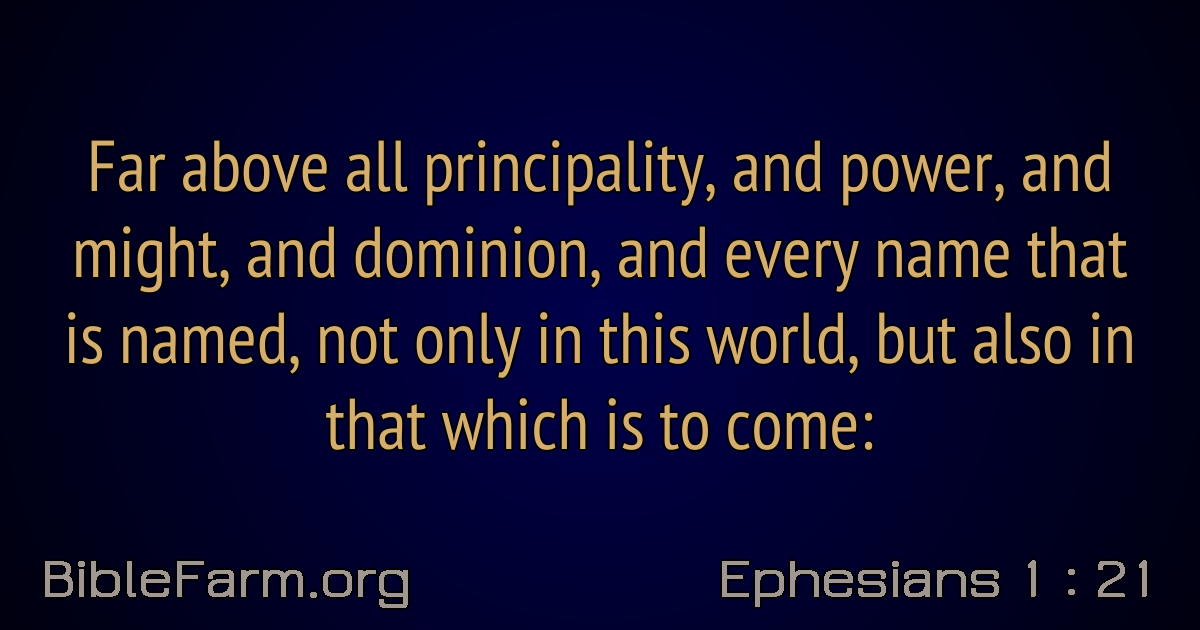 Far above all principality, and power, and
might, and dominion, and every name that
is named, not only in this world, but also in
that which is to come:
BibleFarm.org
Ephesians 1 : 21